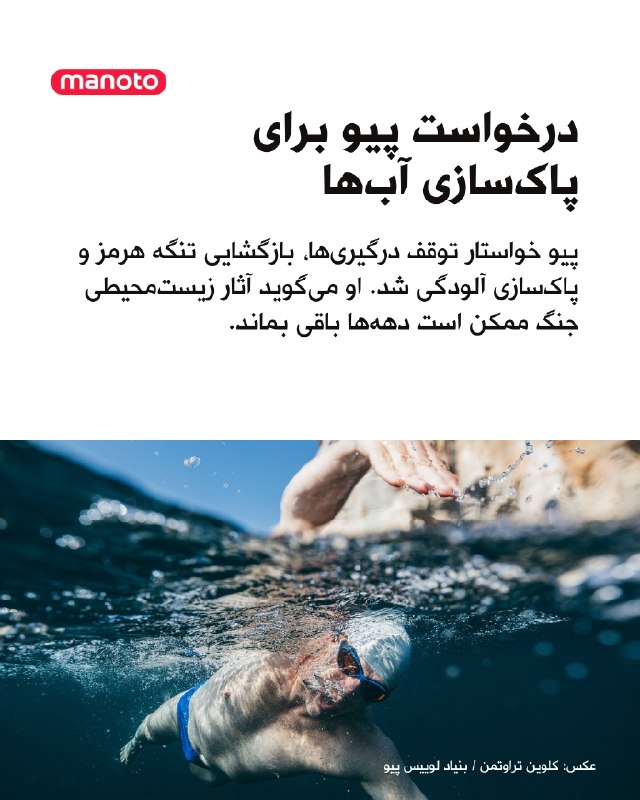 manoto
درخواست پیو برای
پاک‌سازی آب‌ها
پیو خواستار توقف درگیری‌ها، بازگشایی تنگه هرمز و
پاک‌سازی آلودگی شد. او می‌گوید آثار زیست‌محیطی
جنگ ممکن است دهه‌ها باقی بماند.
عکس: کلوین تراوتمن / بنیاد لوییس پیو